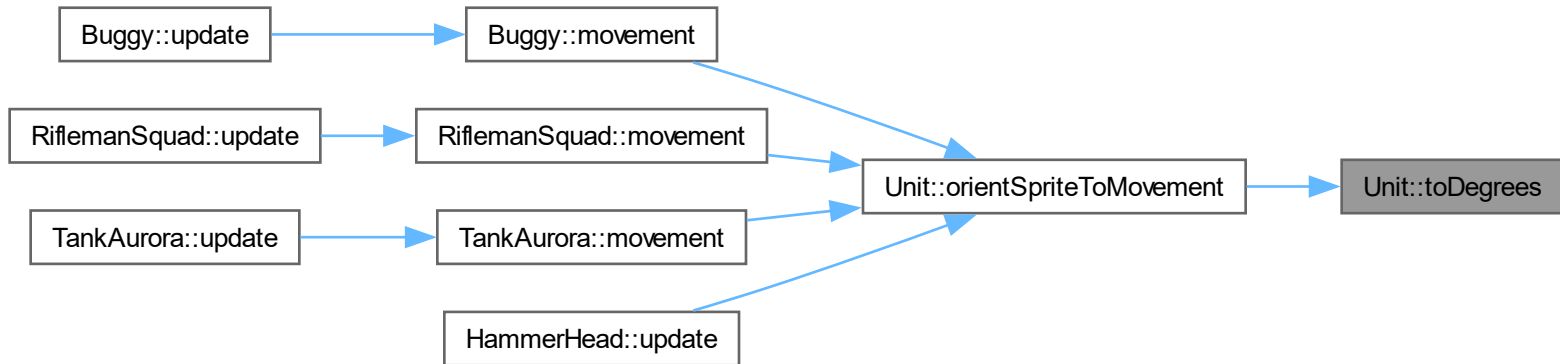 Buggy::update
Buggy::movement
RiflemanSquad::update
RiflemanSquad::movement
Unit::orientSpriteToMovement
Unit::toDegrees
TankAurora::update
TankAurora::movement
HammerHead::update